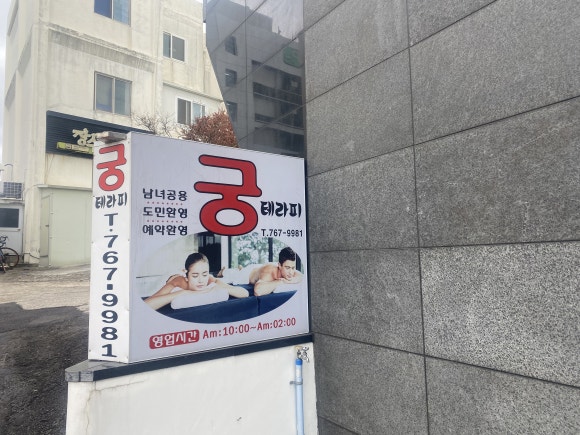 궁
테라피
T.767-9981
남녀공용
도민환영
예약환영
궁
테라피
T.767-9981
영업시간 Am:10:00~Am:02:00